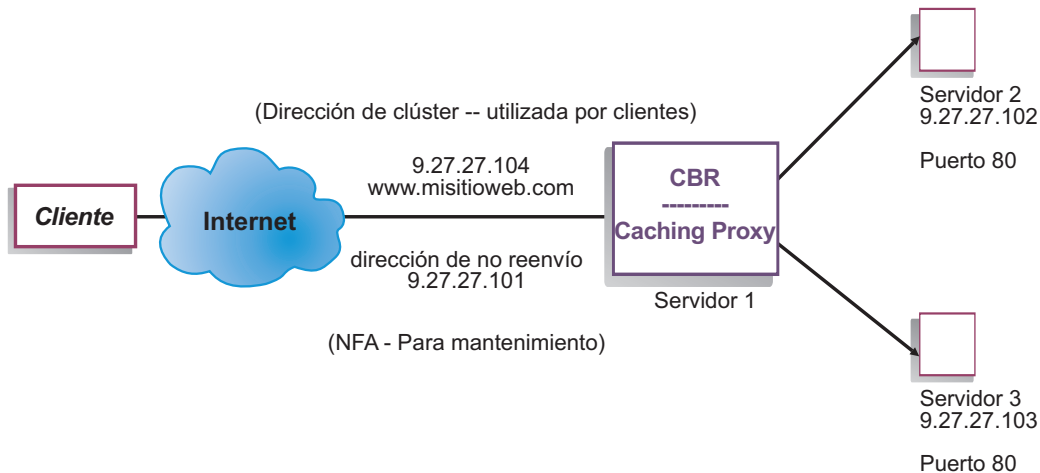 Servidor 2
9.27.27.102
Puerto 80
(Dirección de clúster -- utilizada por clientes)
9.27.27.104
www.misitioweb.com
Cliente
Internet
CBR
---------
Caching Proxy
dirección de no reenvío
9.27.27.101
Servidor 1
(NFA - Para mantenimiento)
Servidor 3
9.27.27.103
Puerto 80